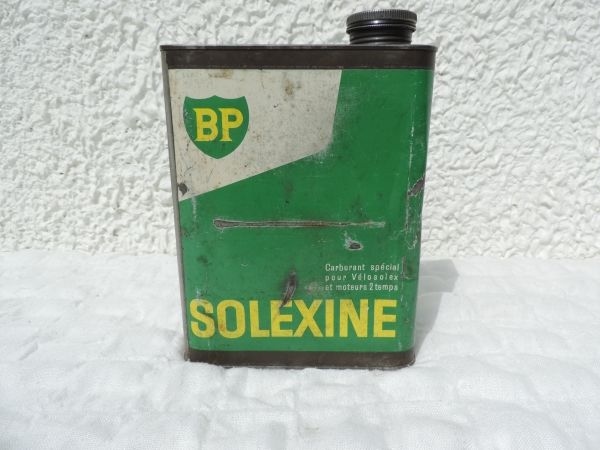 BP
Carburant spécial
pour Vélosolex
et moteurs 2 temps
SOLEXINE